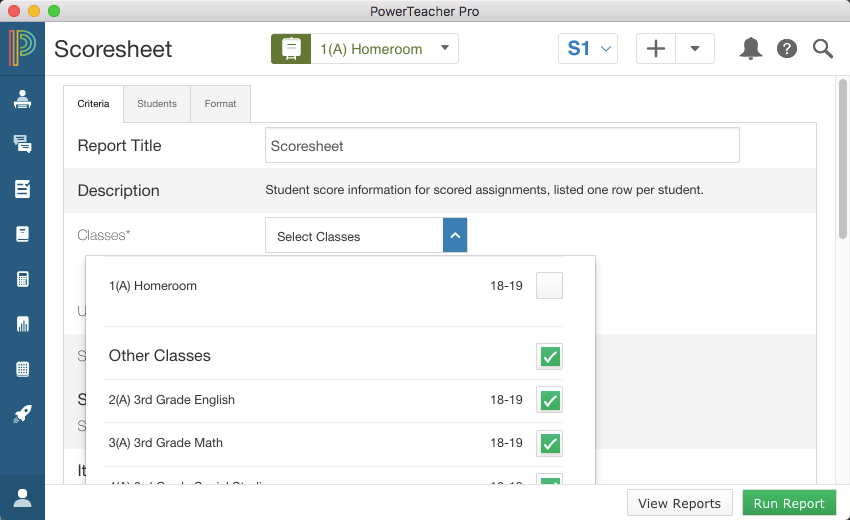 PowerTeacher Pro
Scoresheet
1(A) Homeroom
S1
Criteria
Students
Format
Report Title
Scoresheet
Description
Student score information for scored assignments, listed one row per student.
Classes*
Select Classes
1(A) Homeroom 18-19
Other Classes
2(A) 3rd Grade English 18-19
3(A) 3rd Grade Math 18-19
View Reports
Run Report